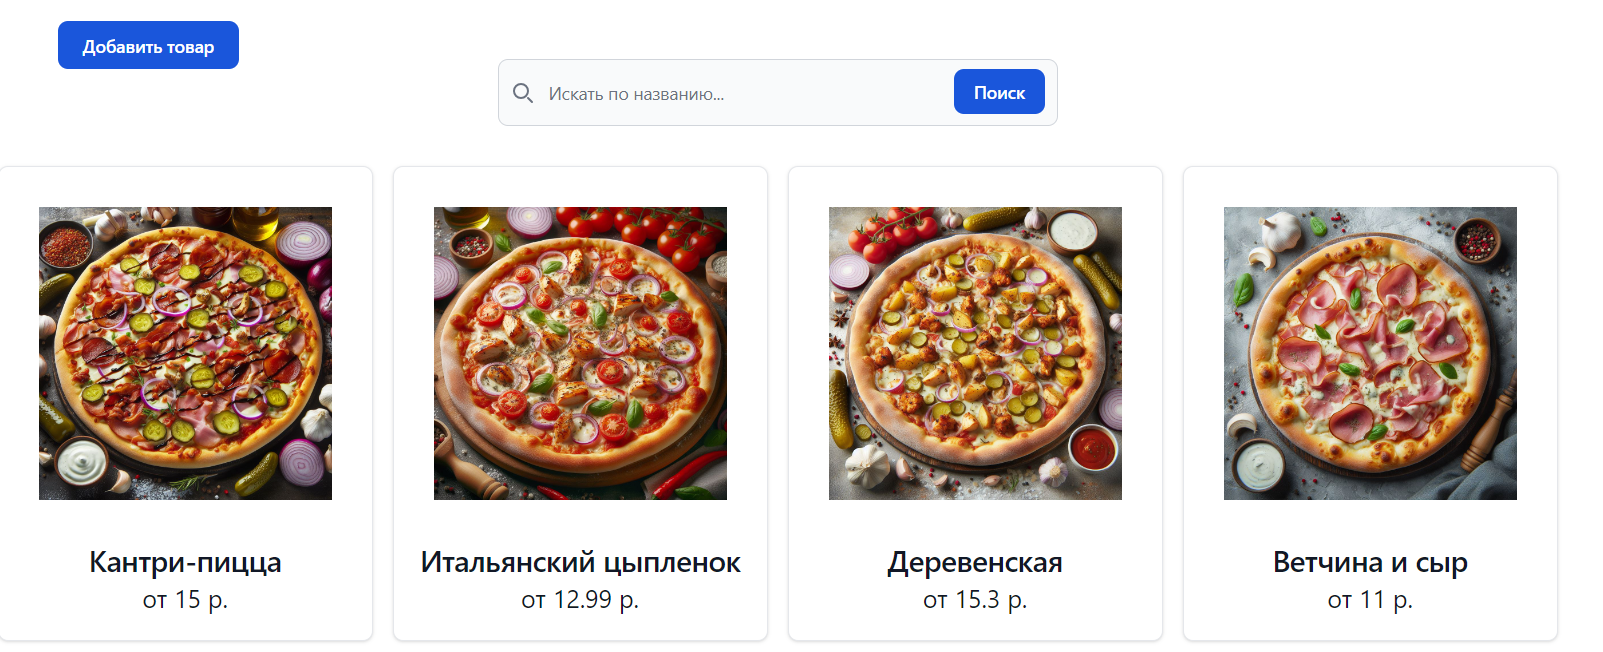 Добавить товар
Искать по названию...
Поиск
Кантри-пицца
от 15 р.
Итальянский цыпленок
от 12.99 р.
Деревенская
от 15.3 р.
Ветчина и сыр
от 11 р.